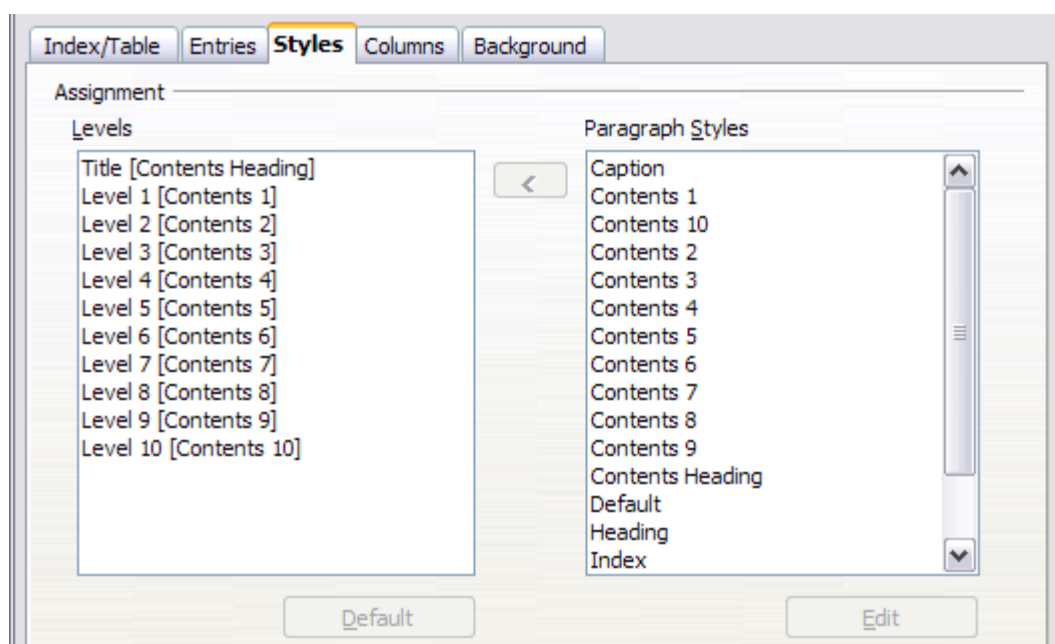 Index/Table Entries Styles Columns Background
Assignment
Levels
Title [Contents Heading]
Level 1 [Contents 1]
Level 2 [Contents 2]
Level 3 [Contents 3]
Level 4 [Contents 4]
Level 5 [Contents 5]
Level 6 [Contents 6]
Level 7 [Contents 7]
Level 8 [Contents 8]
Level 9 [Contents 9]
Level 10 [Contents 10]
Default
<
Paragraph Styles
Caption
Contents 1
Contents 10
Contents 2
Contents 3
Contents 4
Contents 5
Contents 6
Contents 7
Contents 8
Contents 9
Contents Heading
Default
Heading
Index
Edit